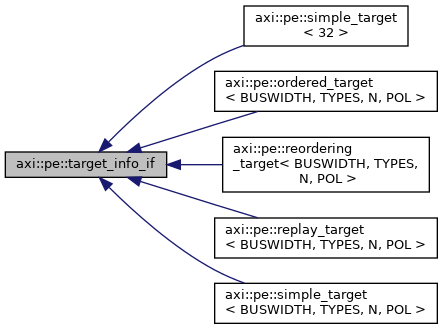 axi::pe::simple_target
< 32 >
axi::pe::ordered_target
< BUSWIDTH, TYPES, N, POL >
axi::pe::reordering
_target< BUSWIDTH, TYPES,
N, POL >
axi::pe::target_info_if
axi::pe::replay_target
< BUSWIDTH, TYPES, N, POL >
axi::pe::simple_target
< BUSWIDTH, TYPES, N, POL >